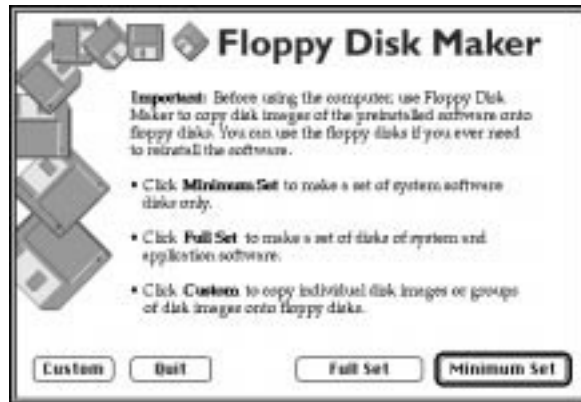 Floppy Disk Maker
Important: Before using the computer, use Floppy Disk
Maker to copy disk images of the preinstalled software onto
floppy disks. You can use the floppy disks if you ever need
to reinstall the software.
• Click Minimum Set to make a set of system software
disks only.
• Click Full Set to make a set of disks of system and
application software.
• Click Custom to copy individual disk images or groups
of disk images onto floppy disks.
Custom Quit Full Set Minimum Set